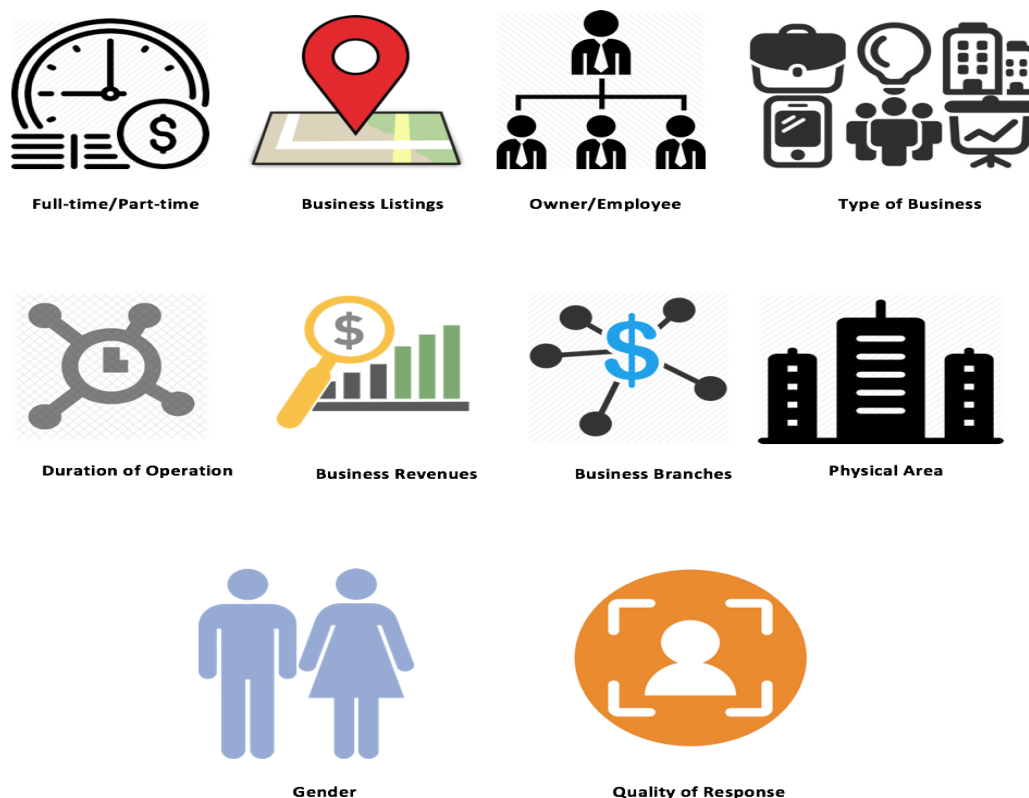 Full-time/Part-time
Business Listings
Owner/Employee
Type of Business
$
$
Duration of Operation
Business Revenues
Business Branches
Physical Area
$
Gender
Quality of Response